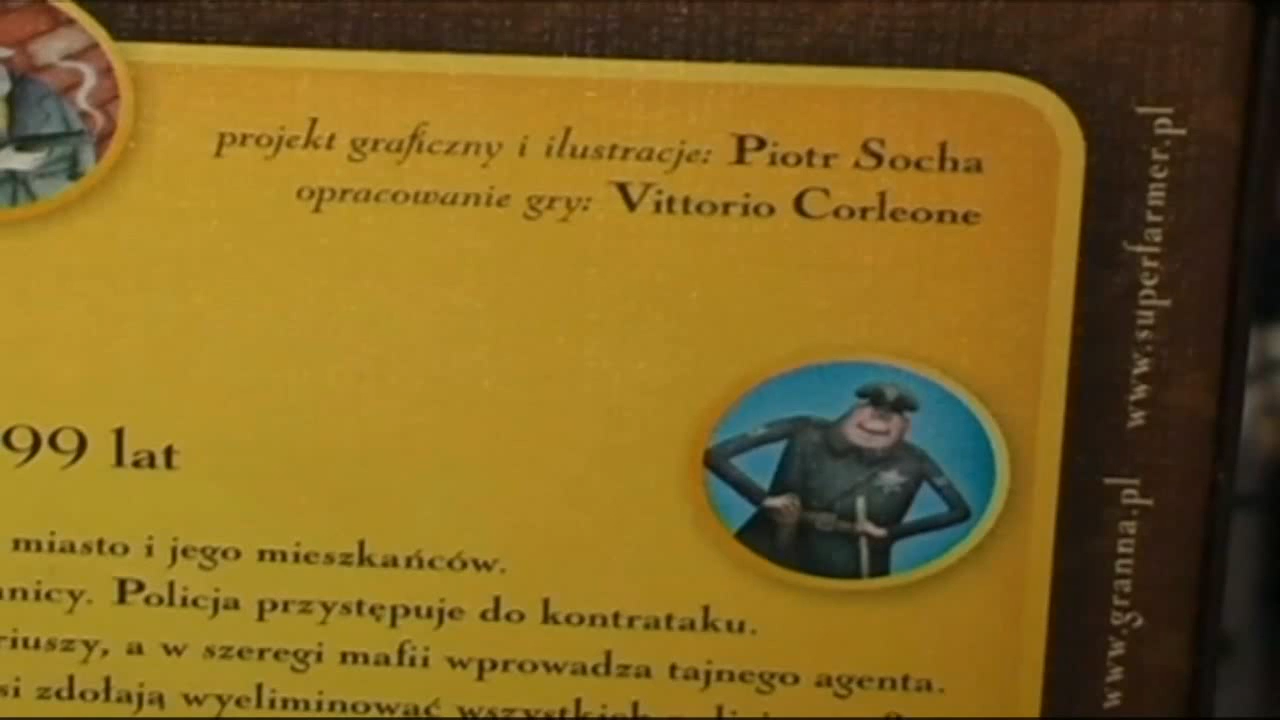 projekt graficzny i ilustracje: Piotr Socha
opracowanie gry: Vittorio Corleone
99 lat
miasto i jego mieszkańców.
nicy. Policja przystępuje do kontrataku.
riuszy, a w szeregi mafii wprowadza tajnego agenta.
si zdołają wyeliminować wszystkich
www.granna.pl
www.superfarmer.pl